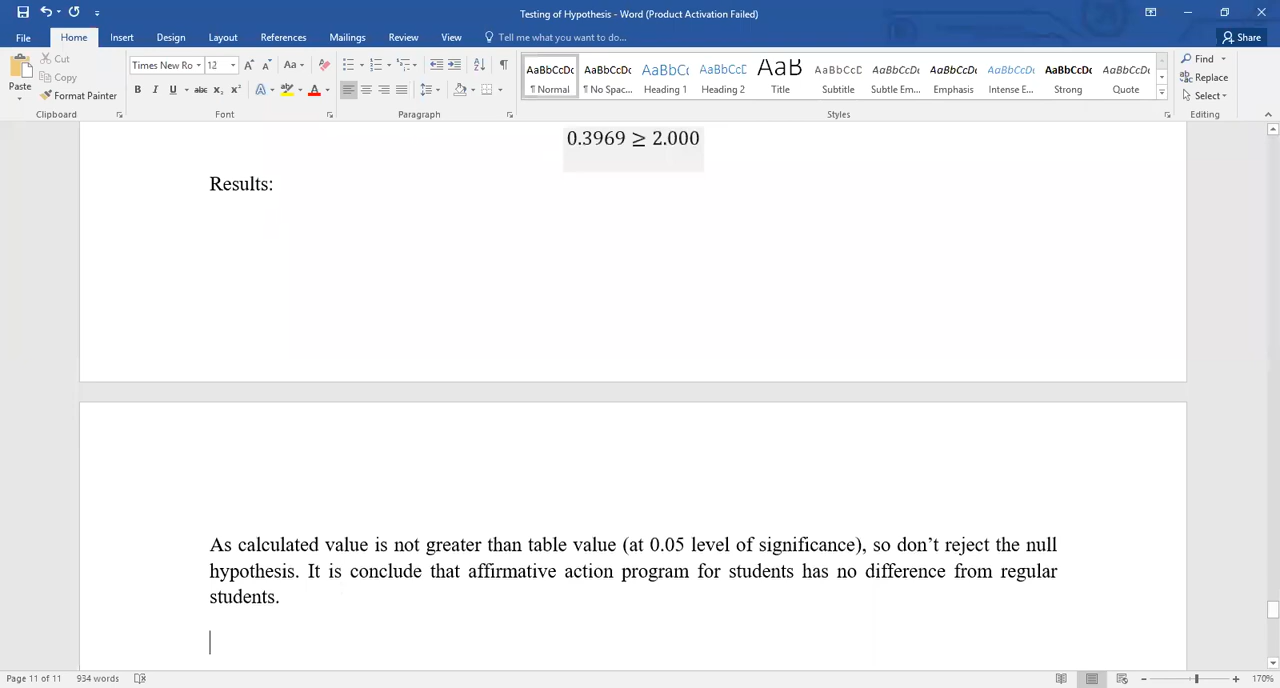 Testing of Hypothesis - Word (Product Activation Failed)
File Home Insert Design Layout References Mailings Review View Tell me what you want to do... Share
Paste Cut Copy Format Painter
Times New Ro 12 Aa
B I U abc X₂ X² A A
AaBbCcDc AaBbCcDc AaBbCc AaBbCcE AaB AaBbCcD AaBbCcDc AaBbCcDc AaBbCcDc AaBbCcDc AaBbCcDc
¶ Normal ¶ No Spac... Heading 1 Heading 2 Title Subtitle Subtle Em... Emphasis Intense E... Strong Quote
Find Replace Select
Clipboard Font Paragraph Styles Editing
0.3969 ≥ 2.000
Results:
As calculated value is not greater than table value (at 0.05 level of significance), so don’t reject the null
hypothesis. It is conclude that affirmative action program for students has no difference from regular
students.
Page 11 of 11 934 words 170%